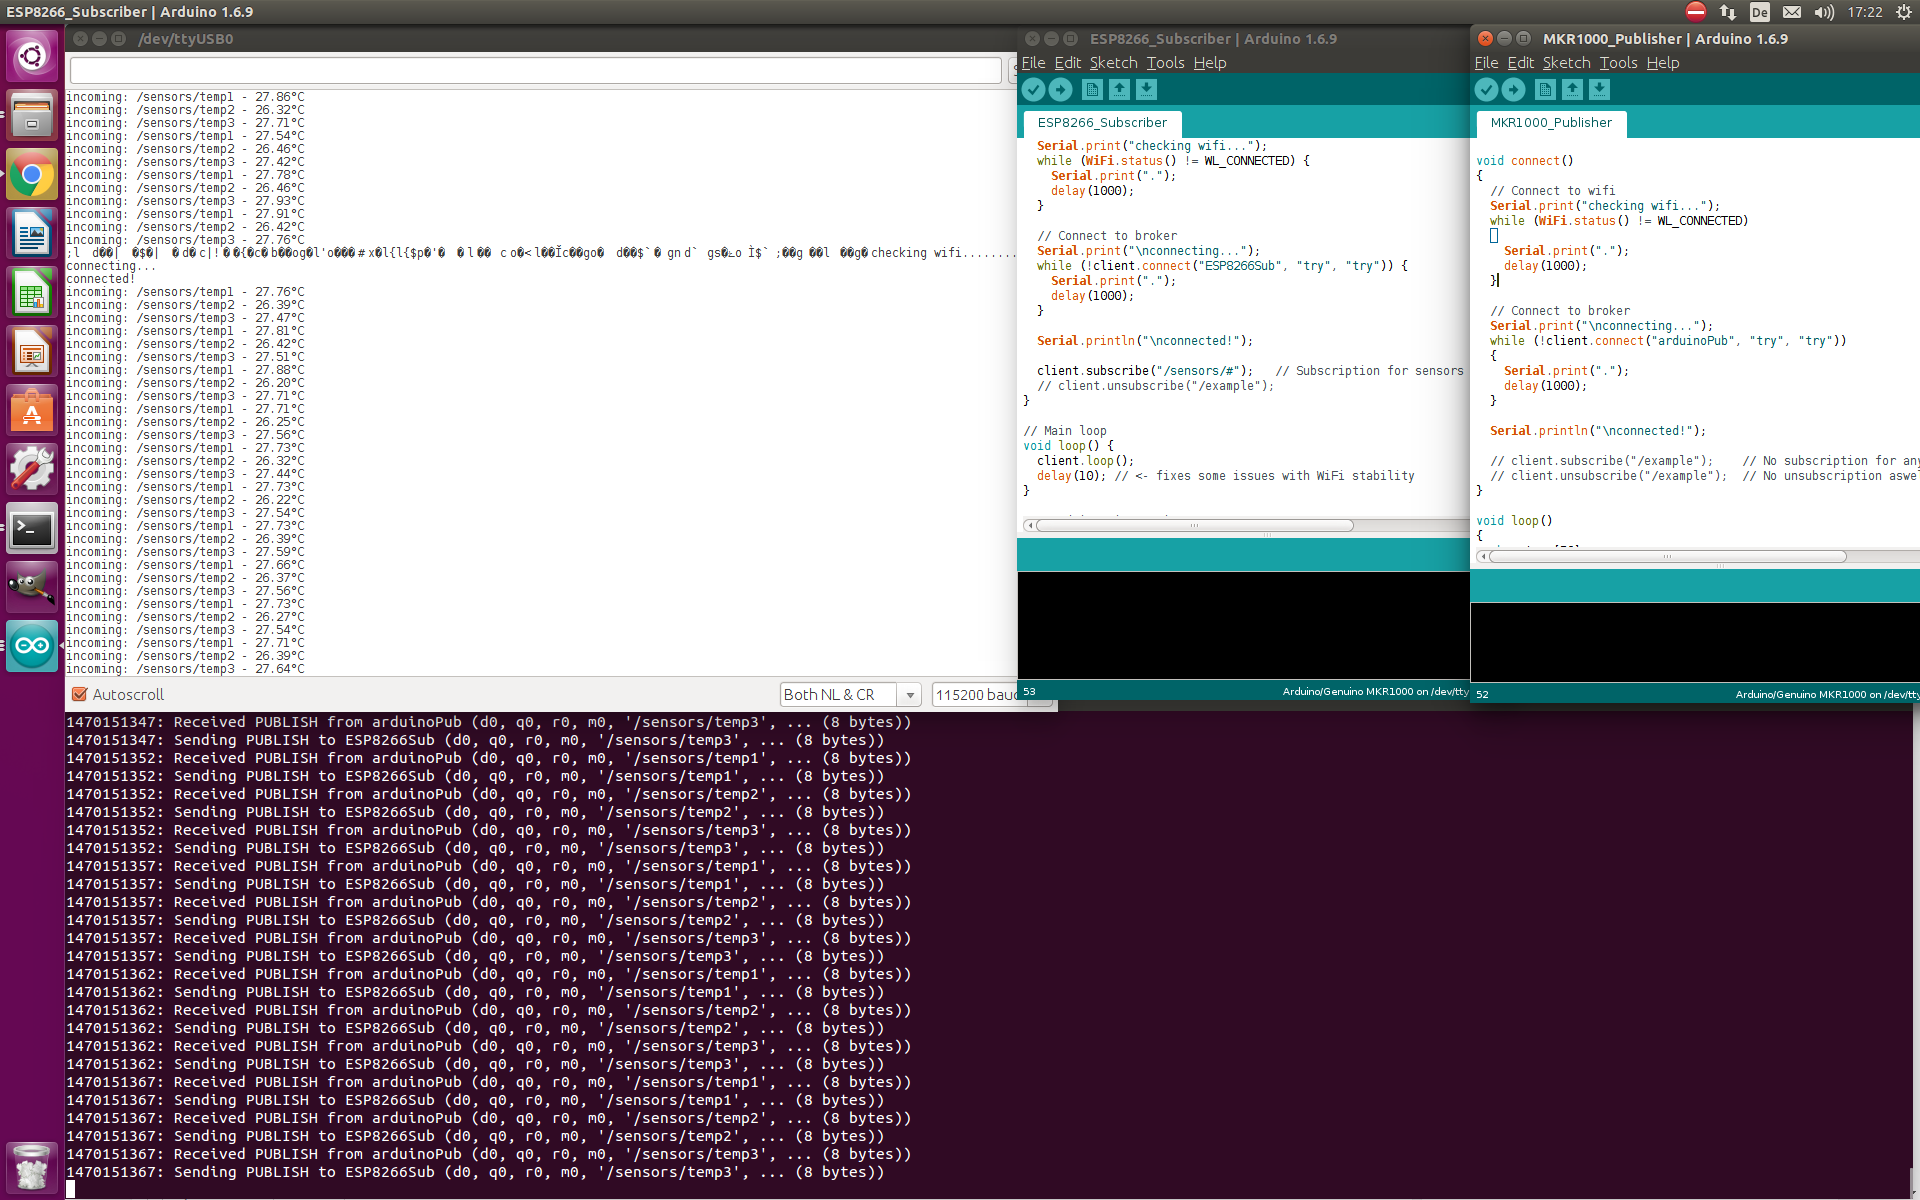 ESP8266_Subscriber | Arduino 1.6.9
De
17:22
/dev/ttyUSB0
incoming: /sensors/temp1 - 27.86°C
incoming: /sensors/temp2 - 26.32°C
incoming: /sensors/temp3 - 27.71°C
incoming: /sensors/temp1 - 27.54°C
incoming: /sensors/temp2 - 26.46°C
incoming: /sensors/temp3 - 27.42°C
incoming: /sensors/temp1 - 27.78°C
incoming: /sensors/temp2 - 26.46°C
incoming: /sensors/temp3 - 27.93°C
incoming: /sensors/temp1 - 27.91°C
incoming: /sensors/temp2 - 26.42°C
incoming: /sensors/temp3 - 27.76°C
checking wifi........
connecting...
connected!
incoming: /sensors/temp1 - 27.76°C
incoming: /sensors/temp2 - 26.39°C
incoming: /sensors/temp3 - 27.47°C
incoming: /sensors/temp1 - 27.81°C
incoming: /sensors/temp2 - 26.42°C
incoming: /sensors/temp3 - 27.51°C
incoming: /sensors/temp1 - 27.88°C
incoming: /sensors/temp2 - 26.20°C
incoming: /sensors/temp3 - 27.71°C
incoming: /sensors/temp1 - 27.71°C
incoming: /sensors/temp2 - 26.25°C
incoming: /sensors/temp3 - 27.56°C
incoming: /sensors/temp1 - 27.73°C
incoming: /sensors/temp2 - 26.32°C
incoming: /sensors/temp3 - 27.44°C
incoming: /sensors/temp1 - 27.73°C
incoming: /sensors/temp2 - 26.22°C
incoming: /sensors/temp3 - 27.54°C
incoming: /sensors/temp1 - 27.73°C
incoming: /sensors/temp2 - 26.39°C
incoming: /sensors/temp3 - 27.59°C
incoming: /sensors/temp1 - 27.66°C
incoming: /sensors/temp2 - 26.37°C
incoming: /sensors/temp3 - 27.56°C
incoming: /sensors/temp1 - 27.73°C
incoming: /sensors/temp2 - 26.27°C
incoming: /sensors/temp3 - 27.54°C
incoming: /sensors/temp1 - 27.71°C
incoming: /sensors/temp2 - 26.39°C
incoming: /sensors/temp3 - 27.64°C
Autoscroll
Both NL & CR
115200 baud
ESP8266_Subscriber | Arduino 1.6.9
File Edit Sketch Tools Help
ESP8266_Subscriber
Serial.print("checking wifi...");
while (WiFi.status() != WL_CONNECTED) {
Serial.print(".");
delay(1000);
}
// Connect to broker
Serial.print("\nconnecting...");
while (!client.connect("ESP8266Sub", "try", "try")) {
Serial.print(".");
delay(1000);
}
Serial.println("\nconnected!");
client.subscribe("/sensors/#"); // Subscription for sensors
// client.unsubscribe("/example");
}
// Main loop
void loop() {
client.loop();
delay(10); // <- fixes some issues with WiFi stability
}
53
Arduino/Genuino MKR1000 on /dev/tty
MKR1000_Publisher | Arduino 1.6.9
File Edit Sketch Tools Help
MKR1000_Publisher
void connect()
{
// Connect to wifi
Serial.print("checking wifi...");
while (WiFi.status() != WL_CONNECTED)
Serial.print(".");
delay(1000);
}
// Connect to broker
Serial.print("\nconnecting...");
while (!client.connect("arduinoPub", "try", "try"))
{
Serial.print(".");
delay(1000);
}
Serial.println("\nconnected!");
// client.subscribe("/example"); // No subscription for any
// client.unsubscribe("/example"); // No unsubscription aswe
}
void loop()
{
52
Arduino/Genuino MKR1000 on /dev/tty
1470151347: Received PUBLISH from arduinoPub (d0, q0, r0, m0, '/sensors/temp3', ... (8 bytes))
1470151347: Sending PUBLISH to ESP8266Sub (d0, q0, r0, m0, '/sensors/temp3', ... (8 bytes))
1470151352: Received PUBLISH from arduinoPub (d0, q0, r0, m0, '/sensors/temp1', ... (8 bytes))
1470151352: Sending PUBLISH to ESP8266Sub (d0, q0, r0, m0, '/sensors/temp1', ... (8 bytes))
1470151352: Received PUBLISH from arduinoPub (d0, q0, r0, m0, '/sensors/temp2', ... (8 bytes))
1470151352: Sending PUBLISH to ESP8266Sub (d0, q0, r0, m0, '/sensors/temp2', ... (8 bytes))
1470151352: Received PUBLISH from arduinoPub (d0, q0, r0, m0, '/sensors/temp3', ... (8 bytes))
1470151352: Sending PUBLISH to ESP8266Sub (d0, q0, r0, m0, '/sensors/temp3', ... (8 bytes))
1470151357: Received PUBLISH from arduinoPub (d0, q0, r0, m0, '/sensors/temp1', ... (8 bytes))
1470151357: Sending PUBLISH to ESP8266Sub (d0, q0, r0, m0, '/sensors/temp1', ... (8 bytes))
1470151357: Received PUBLISH from arduinoPub (d0, q0, r0, m0, '/sensors/temp2', ... (8 bytes))
1470151357: Sending PUBLISH to ESP8266Sub (d0, q0, r0, m0, '/sensors/temp2', ... (8 bytes))
1470151357: Received PUBLISH from arduinoPub (d0, q0, r0, m0, '/sensors/temp3', ... (8 bytes))
1470151357: Sending PUBLISH to ESP8266Sub (d0, q0, r0, m0, '/sensors/temp3', ... (8 bytes))
1470151362: Received PUBLISH from arduinoPub (d0, q0, r0, m0, '/sensors/temp1', ... (8 bytes))
1470151362: Sending PUBLISH to ESP8266Sub (d0, q0, r0, m0, '/sensors/temp1', ... (8 bytes))
1470151362: Received PUBLISH from arduinoPub (d0, q0, r0, m0, '/sensors/temp2', ... (8 bytes))
1470151362: Sending PUBLISH to ESP8266Sub (d0, q0, r0, m0, '/sensors/temp2', ... (8 bytes))
1470151362: Received PUBLISH from arduinoPub (d0, q0, r0, m0, '/sensors/temp3', ... (8 bytes))
1470151362: Sending PUBLISH to ESP8266Sub (d0, q0, r0, m0, '/sensors/temp3', ... (8 bytes))
1470151367: Received PUBLISH from arduinoPub (d0, q0, r0, m0, '/sensors/temp1', ... (8 bytes))
1470151367: Sending PUBLISH to ESP8266Sub (d0, q0, r0, m0, '/sensors/temp1', ... (8 bytes))
1470151367: Received PUBLISH from arduinoPub (d0, q0, r0, m0, '/sensors/temp2', ... (8 bytes))
1470151367: Sending PUBLISH to ESP8266Sub (d0, q0, r0, m0, '/sensors/temp2', ... (8 bytes))
1470151367: Received PUBLISH from arduinoPub (d0, q0, r0, m0, '/sensors/temp3', ... (8 bytes))
1470151367: Sending PUBLISH to ESP8266Sub (d0, q0, r0, m0, '/sensors/temp3', ... (8 bytes))